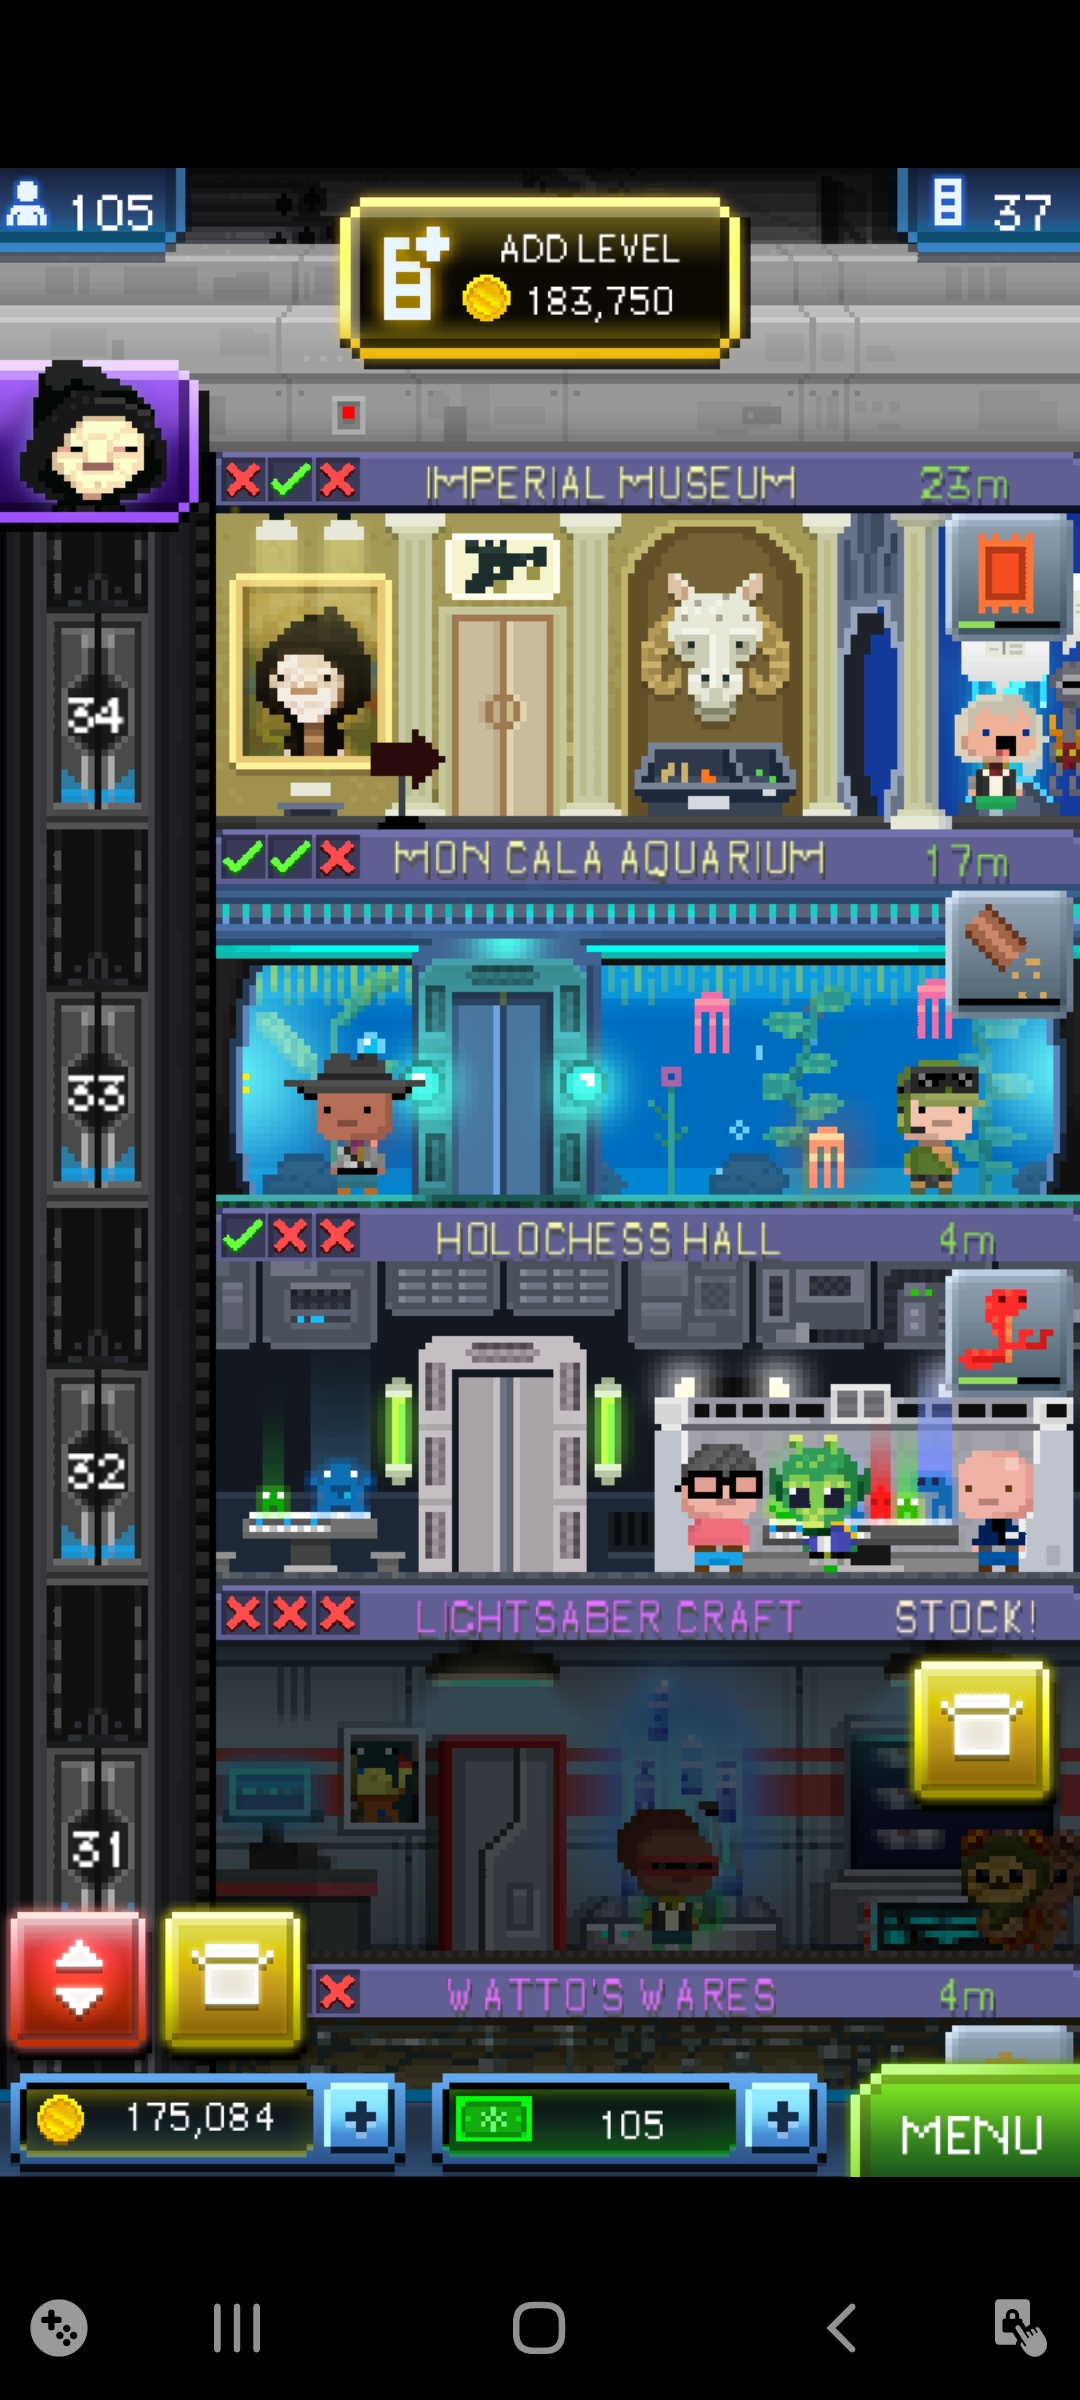 105
ADD LEVEL
183,750
37
IMPERIAL MUSEUM 23m
34
MON CALA AQUARIUM 17m
33
HOLOCHESS HALL 4m
32
LIGHTSABER CRAFT STOCK!
31
WATTO'S WARES 4m
175,084
105
MENU